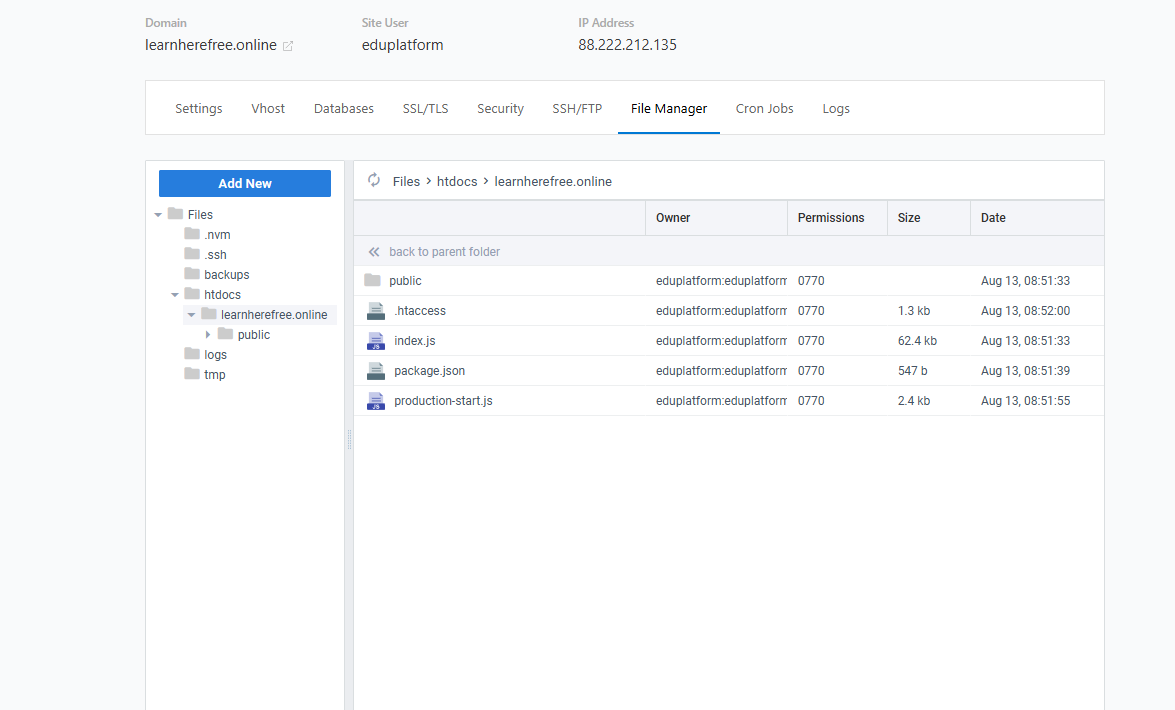 Domain Site User IP Address
learnherefree.online eduplatform 88.222.212.135
Settings Vhost Databases SSL/TLS Security SSH/FTP File Manager Cron Jobs Logs
Add New
Files
.nvm
.ssh
backups
htdocs
learnherefree.online
public
logs
tmp
Files > htdocs > learnherefree.online
Owner Permissions Size Date
« back to parent folder
public eduplatform:eduplatform 0770 Aug 13, 08:51:33
.htaccess eduplatform:eduplatform 0770 1.3 kb Aug 13, 08:52:00
JS index.js eduplatform:eduplatform 0770 62.4 kb Aug 13, 08:51:33
package.json eduplatform:eduplatform 0770 547 b Aug 13, 08:51:39
JS production-start.js eduplatform:eduplatform 0770 2.4 kb Aug 13, 08:51:55